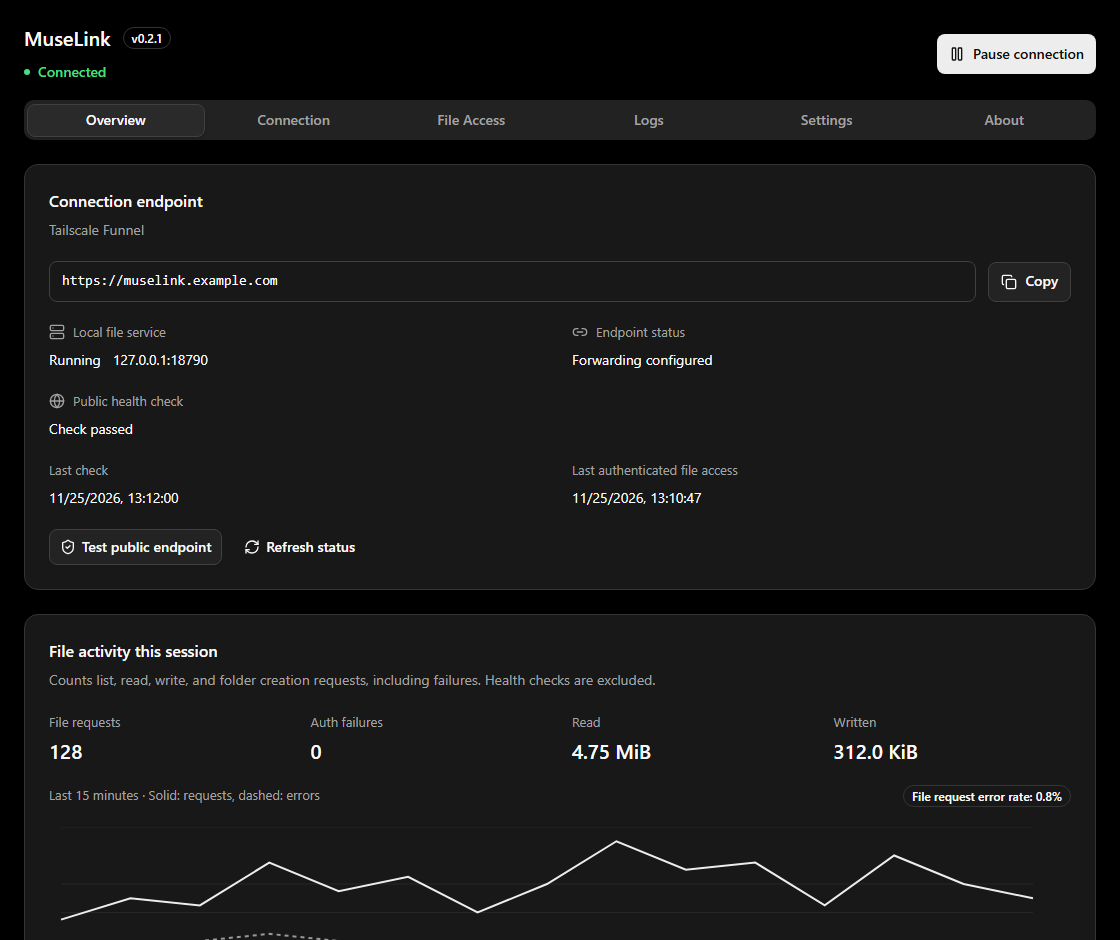 MuseLink v0.2.1
Connected
Pause connection
Overview Connection File Access Logs Settings About
Connection endpoint
Tailscale Funnel
https://muselink.example.com
Copy
Local file service
Running 127.0.0.1:18790
Endpoint status
Forwarding configured
Public health check
Check passed
Last check
11/25/2026, 13:12:00
Last authenticated file access
11/25/2026, 13:10:47
Test public endpoint Refresh status
File activity this session
Counts list, read, write, and folder creation requests, including failures. Health checks are excluded.
File requests
128
Auth failures
0
Read
4.75 MiB
Written
312.0 KiB
Last 15 minutes · Solid: requests, dashed: errors
File request error rate: 0.8%